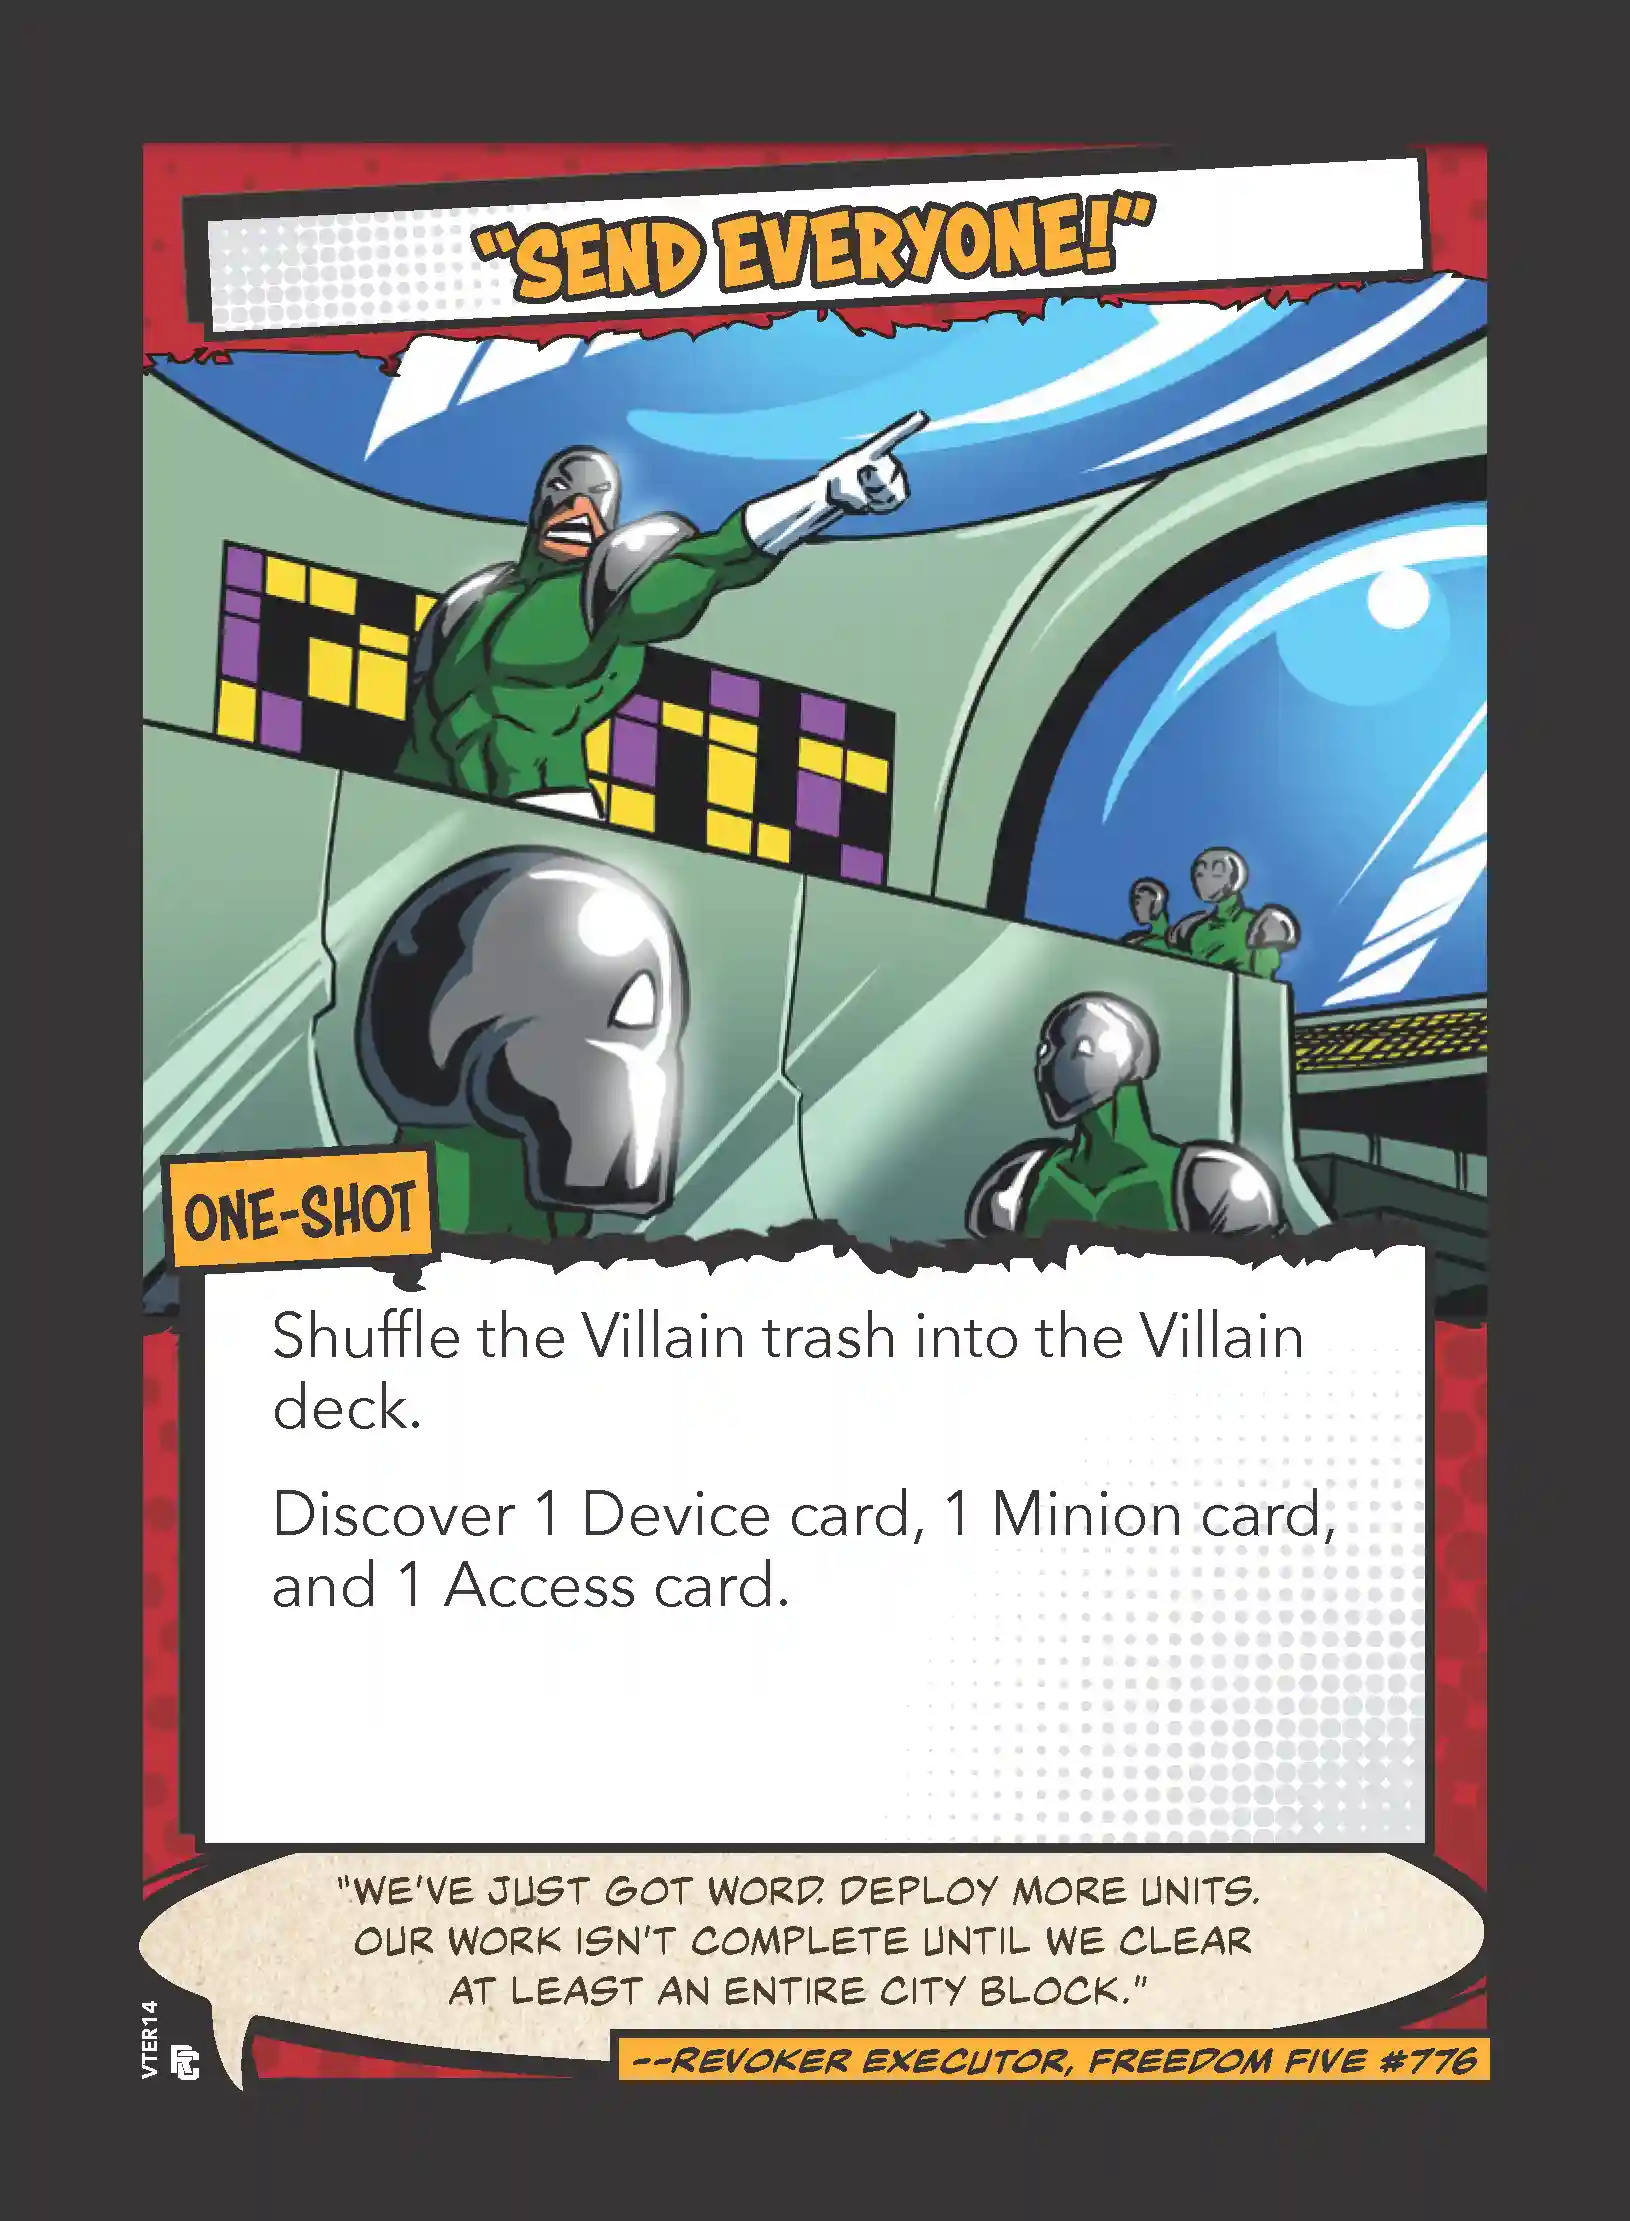 "SEND EVERYONE!"
ONE-SHOT
Shuffle the Villain trash into the Villain
deck.
Discover 1 Device card, 1 Minion card,
and 1 Access card.
"WE'VE JUST GOT WORD. DEPLOY MORE UNITS.
OUR WORK ISN'T COMPLETE UNTIL WE CLEAR
AT LEAST AN ENTIRE CITY BLOCK."
--REVOKER EXECUTOR, FREEDOM FIVE #776
VTER14